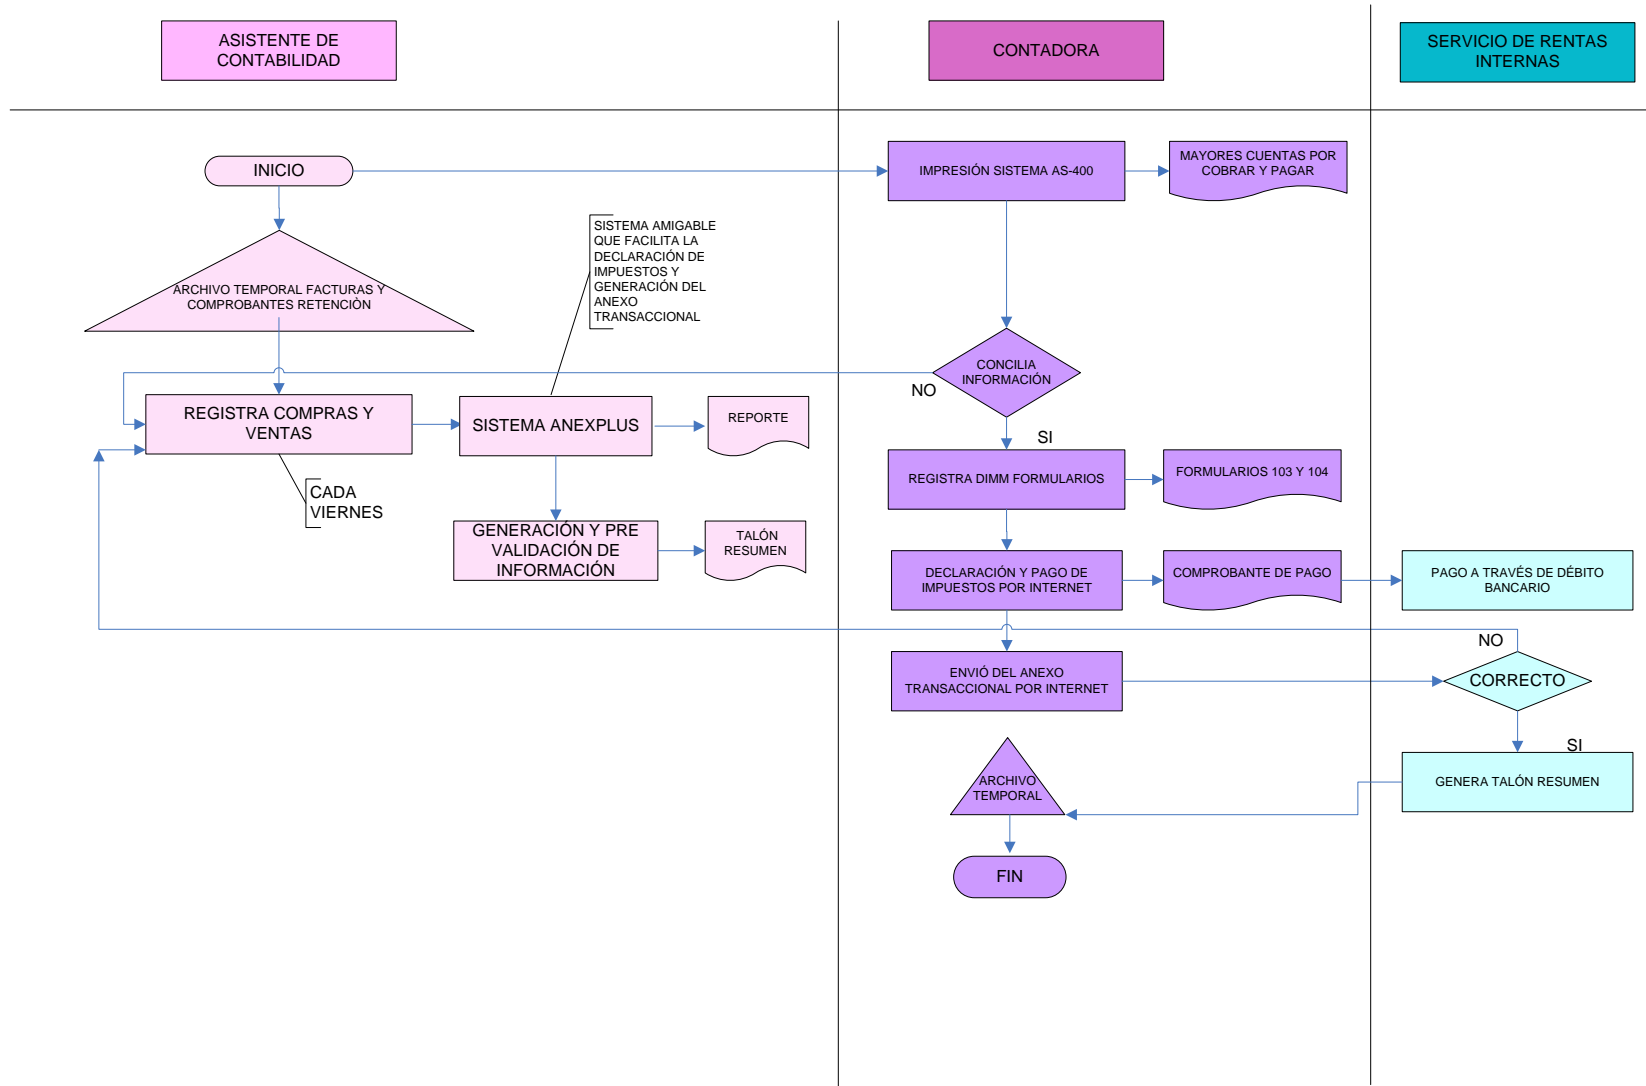 ASISTENTE DE
CONTABILIDAD
CONTADORA
SERVICIO DE RENTAS
INTERNAS
INICIO
IMPRESIÓN SISTEMA AS-400
MAYORES CUENTAS POR
COBRAR Y PAGAR
SISTEMA AMIGABLE
QUE FACILITA LA
DECLARACIÓN DE
IMPUESTOS Y
GENERACIÓN DEL
ANEXO
TRANSACCIONAL
ARCHIVO TEMPORAL FACTURAS Y
COMPROBANTES RETENCIÒN
CONCILIA
INFORMACIÓN
NO
SI
REGISTRA COMPRAS Y
VENTAS
SISTEMA ANEXPLUS
REPORTE
CADA
VIERNES
REGISTRA DIMM FORMULARIOS
FORMULARIOS 103 Y 104
GENERACIÓN Y PRE
VALIDACIÓN DE
INFORMACIÓN
TALÓN
RESUMEN
DECLARACIÓN Y PAGO DE
IMPUESTOS POR INTERNET
COMPROBANTE DE PAGO
PAGO A TRAVÉS DE DÉBITO
BANCARIO
NO
ENVIÓ DEL ANEXO
TRANSACCIONAL POR INTERNET
CORRECTO
SI
ARCHIVO
TEMPORAL
GENERA TALÓN RESUMEN
FIN